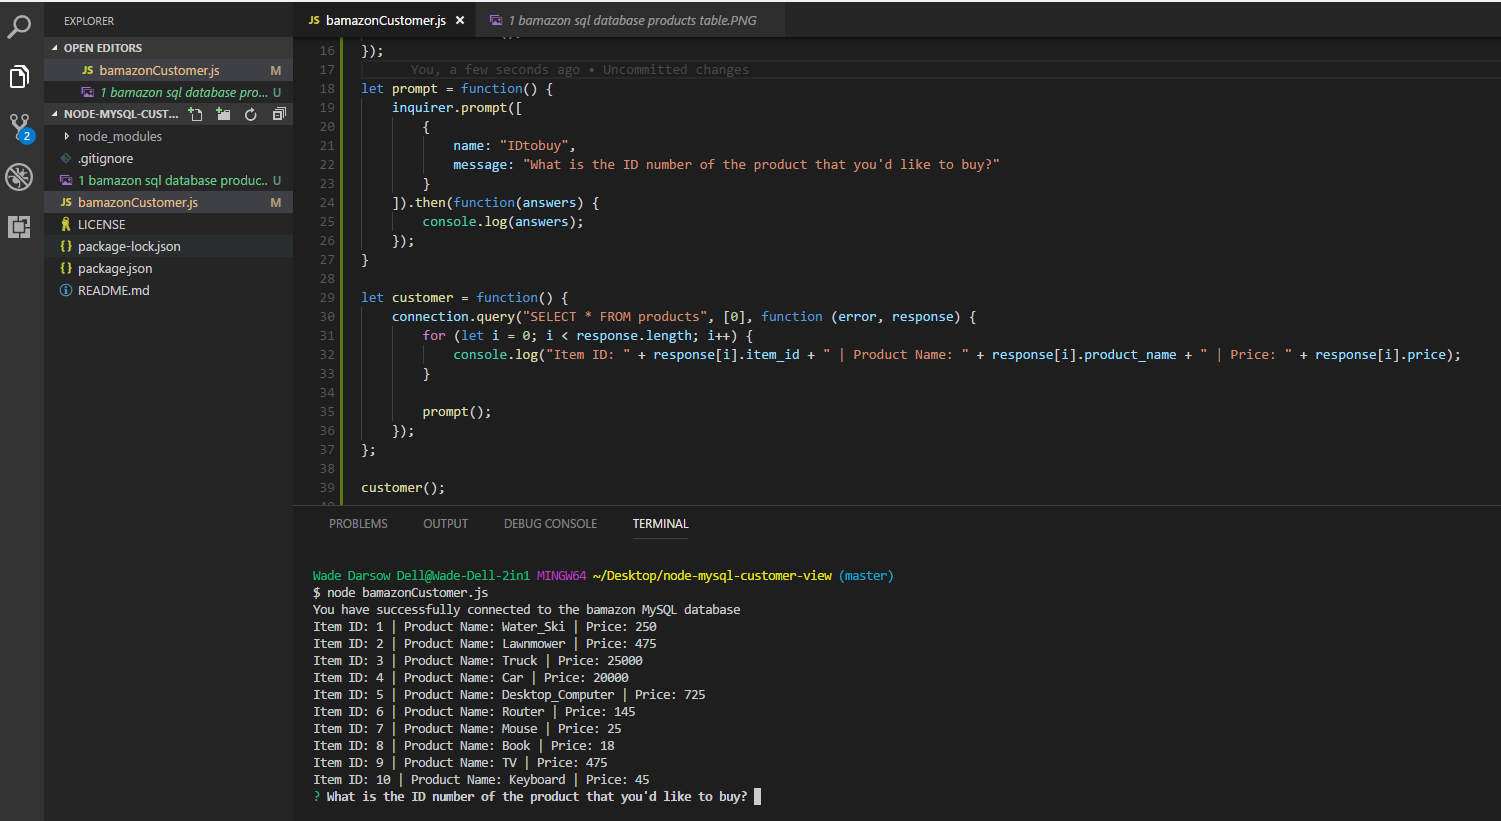 EXPLORER
OPEN EDITORS
JS bamazonCustomer.js M
1 bamazon sql database pro... U
NODE-MYSQL-CUST...
node_modules
.gitignore
1 bamazon sql database produc.. U
JS bamazonCustomer.js M
LICENSE
{} package-lock.json
{} package.json
README.md
2
JS bamazonCustomer.js ×
1 bamazon sql database products table.PNG
16 });
17 You, a few seconds ago • Uncommitted changes
18 let prompt = function() {
19 inquirer.prompt([
20 {
21 name: "IDtobuy",
22 message: "What is the ID number of the product that you'd like to buy?"
23 }
24 ]).then(function(answers) {
25 console.log(answers);
26 });
27 }
28
29 let customer = function() {
30 connection.query("SELECT * FROM products", [0], function (error, response) {
31 for (let i = 0; i < response.length; i++) {
32 console.log("Item ID: " + response[i].item_id + " | Product Name: " + response[i].product_name + " | Price: " + response[i].price);
33 }
34
35 prompt();
36 });
37 };
38
39 customer();
PROBLEMS OUTPUT DEBUG CONSOLE TERMINAL
Wade Darsow Dell@Wade-Dell-2in1 MINGW64 ~/Desktop/node-mysql-customer-view (master)
$ node bamazonCustomer.js
You have successfully connected to the bamazon MySQL database
Item ID: 1 | Product Name: Water_Ski | Price: 250
Item ID: 2 | Product Name: Lawnmower | Price: 475
Item ID: 3 | Product Name: Truck | Price: 25000
Item ID: 4 | Product Name: Car | Price: 20000
Item ID: 5 | Product Name: Desktop_Computer | Price: 725
Item ID: 6 | Product Name: Router | Price: 145
Item ID: 7 | Product Name: Mouse | Price: 25
Item ID: 8 | Product Name: Book | Price: 18
Item ID: 9 | Product Name: TV | Price: 475
Item ID: 10 | Product Name: Keyboard | Price: 45
? What is the ID number of the product that you'd like to buy?